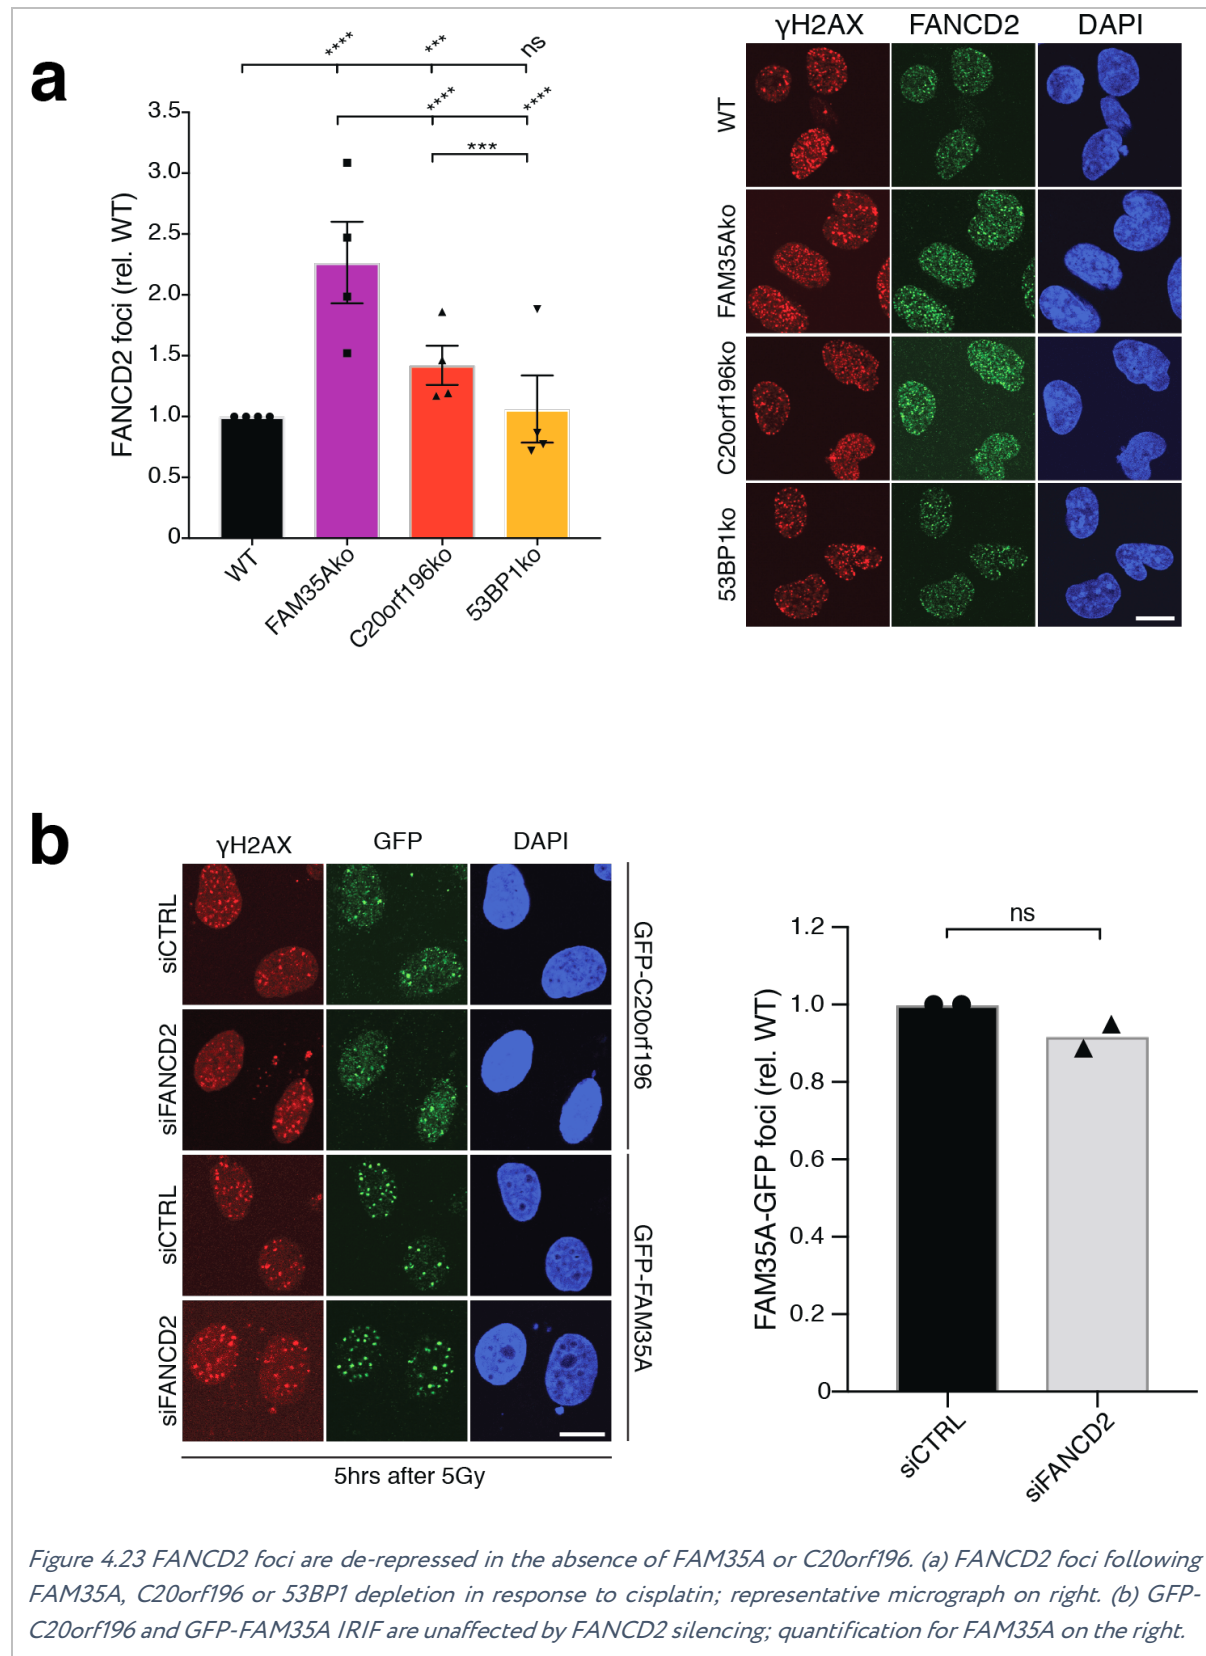 a
**** *** ns
**** ****
***
3.5
3.0
2.5
2.0
1.5
1.0
0.5
0
FANCD2 foci (rel. WT)
WT
FAM35Ako
C20orf196ko
53BP1ko
γH2AX FANCD2 DAPI
WT
FAM35Ako
C20orf196ko
53BP1ko
b
γH2AX GFP DAPI
siCTRL
siFANCD2
siCTRL
siFANCD2
GFP-C20orf196
GFP-FAM35A
5hrs after 5Gy
ns
1.2
1.0
0.8
0.6
0.4
0.2
0
FAM35A-GFP foci (rel. WT)
siCTRL
siFANCD2
Figure 4.23 FANCD2 foci are de-repressed in the absence of FAM35A or C20orf196. (a) FANCD2 foci following
FAM35A, C20orf196 or 53BP1 depletion in response to cisplatin; representative micrograph on right. (b) GFP-
C20orf196 and GFP-FAM35A IRIF are unaffected by FANCD2 silencing; quantification for FAM35A on the right.